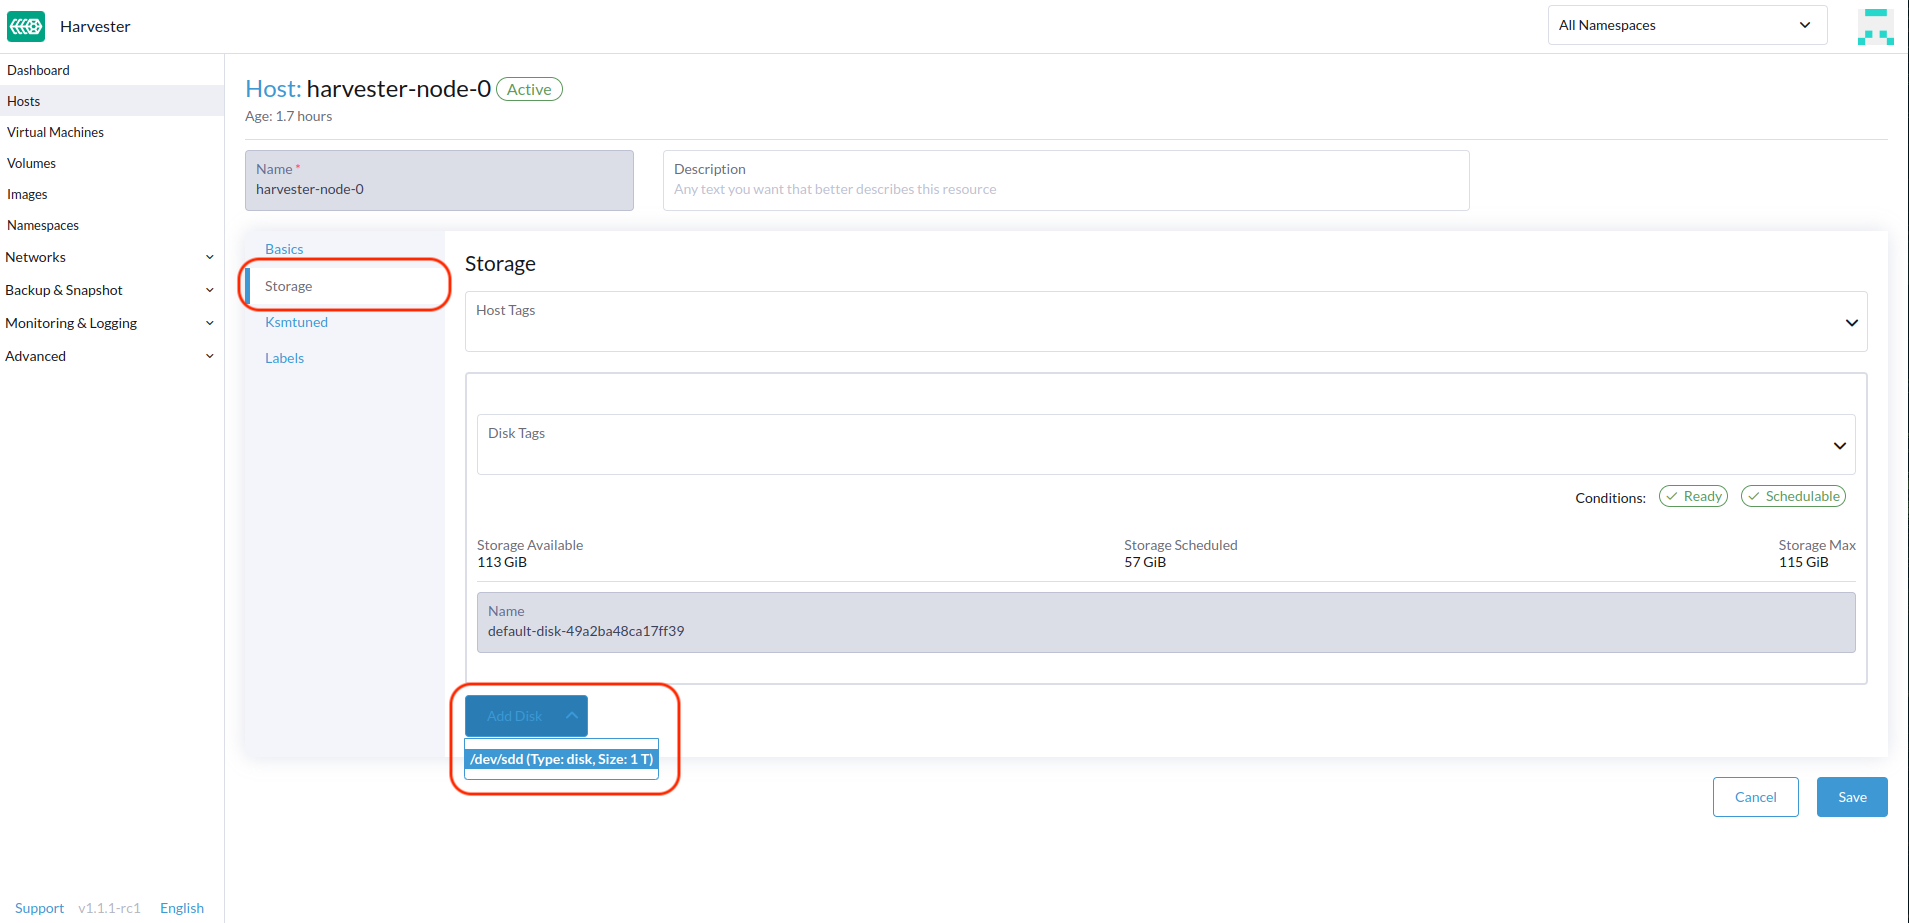 Harvester
All Namespaces
Dashboard
Hosts
Virtual Machines
Volumes
Images
Namespaces
Networks
Backup & Snapshot
Monitoring & Logging
Advanced
Host: harvester-node-0 Active
Age: 1.7 hours
Name *
harvester-node-0
Description
Any text you want that better describes this resource
Basics
Storage
Ksmtuned
Labels
Storage
Host Tags
Disk Tags
Conditions: Ready Schedulable
Storage Available
113 GiB
Storage Scheduled
57 GiB
Storage Max
115 GiB
Name
default-disk-49a2ba48ca17ff39
Add Disk
/dev/sdd (Type: disk, Size: 1 T)
Cancel
Save
Support v1.1.1-rc1 English